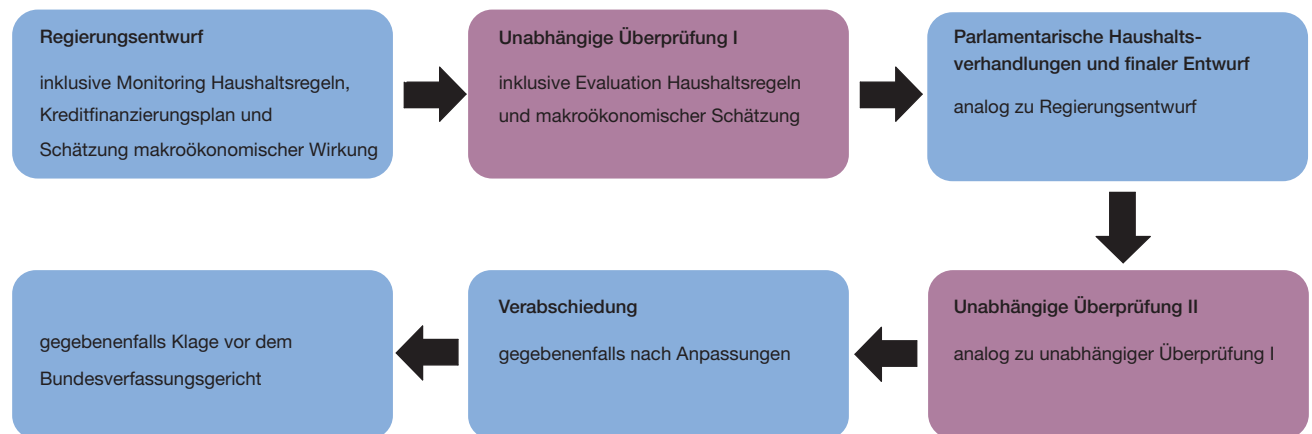 Regierungsentwurf
inklusive Monitoring Haushaltsregeln,
Kreditfinanzierungsplan und
Schätzung makroökonomischer Wirkung
Unabhängige Überprüfung I
inklusive Evaluation Haushaltsregeln
und makroökonomischer Schätzung
Parlamentarische Haushalts-
verhandlungen und finaler Entwurf
analog zu Regierungsentwurf
Unabhängige Überprüfung II
analog zu unabhängiger Überprüfung I
Verabschiedung
gegebenenfalls nach Anpassungen
gegebenenfalls Klage vor dem
Bundesverfassungsgericht